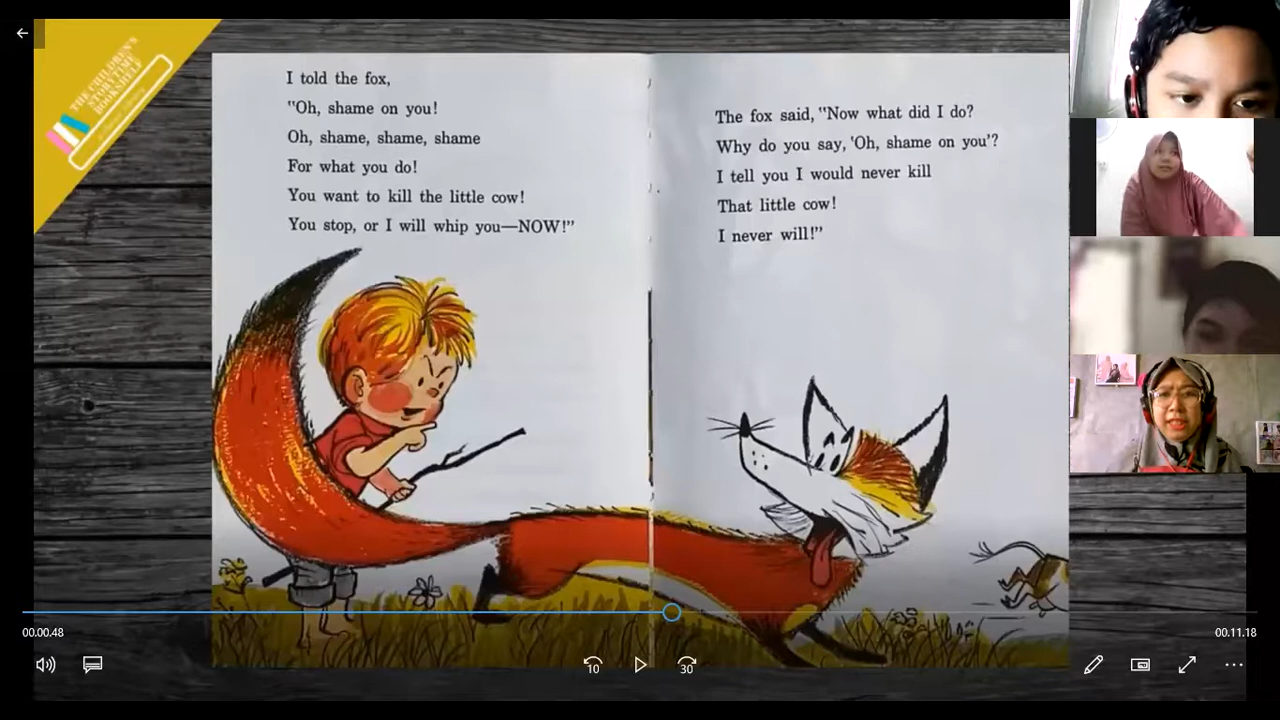 THE CHILDREN'S
STORYTIME
BOOKSHELF
I told the fox,
"Oh, shame on you!
Oh, shame, shame, shame
For what you do!
You want to kill the little cow!
You stop, or I will whip you—NOW!"
The fox said, "Now what did I do?
Why do you say, 'Oh, shame on you'?
I tell you I would never kill
That little cow!
I never will!"
00.00.48
00.11.18
10
30